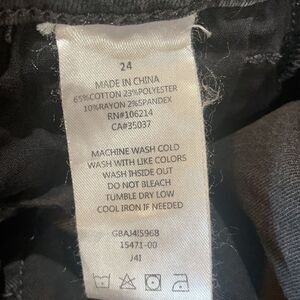 24
MADE IN CHINA
65%COTTON 23%POLYESTER
10%RAYON 2%SPANDEX
RN#106214
CA#35037
MACHINE WASH COLD
WASH WITH LIKE COLORS
WASH INSIDE OUT
DO NOT BLEACH
TUMBLE DRY LOW
COOL IRON IF NEEDED
GBAJ4I5968
15471-00
J4I